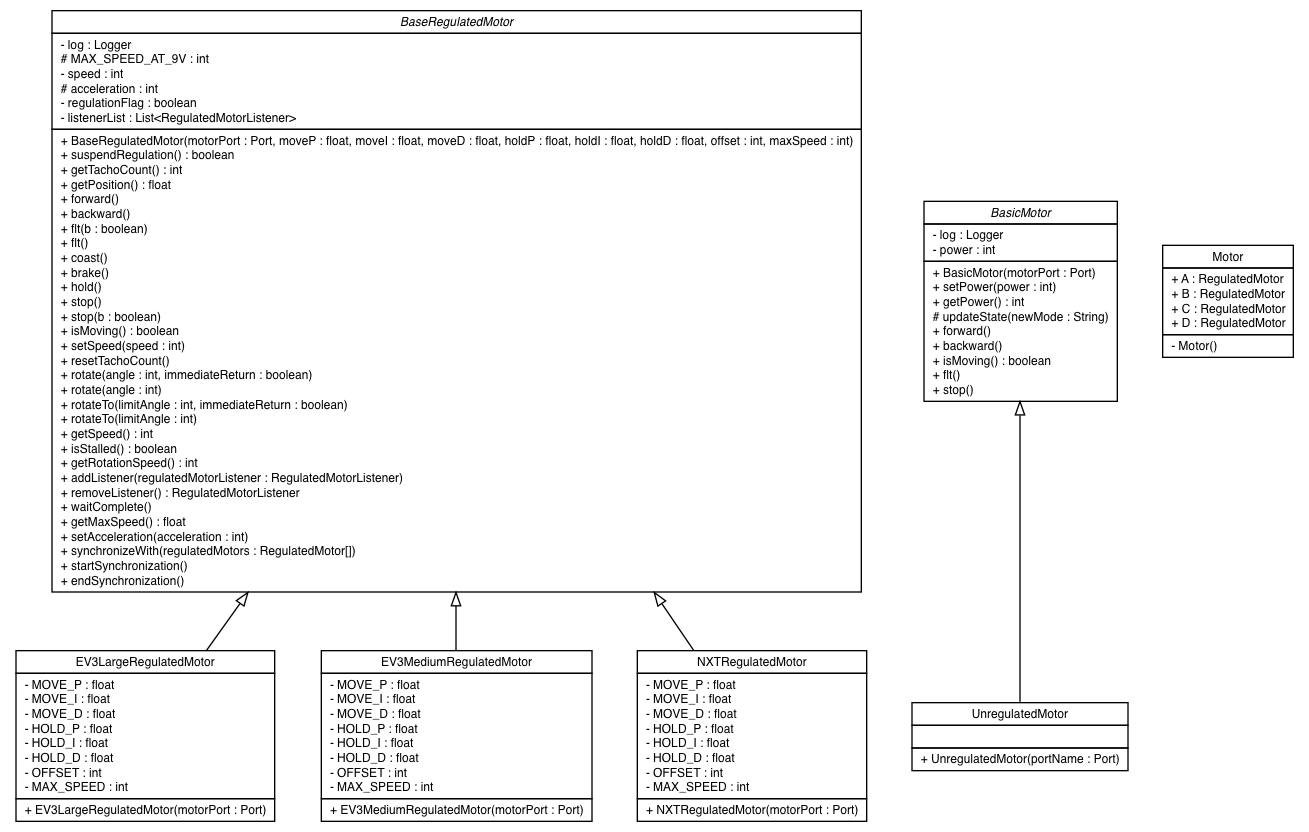 BaseRegulatedMotor
- log : Logger
# MAX_SPEED_AT_9V : int
- speed : int
# acceleration : int
- regulationFlag : boolean
- listenerList : List<RegulatedMotorListener>
+ BaseRegulatedMotor(motorPort : Port, moveP : float, moveI : float, moveD : float, holdP : float, holdI : float, holdD : float, offset : int, maxSpeed : int)
+ suspendRegulation() : boolean
+ getTachoCount() : int
+ getPosition() : float
+ forward()
+ backward()
+ flt(b : boolean)
+ flt()
+ coast()
+ brake()
+ hold()
+ stop()
+ stop(b : boolean)
+ isMoving() : boolean
+ setSpeed(speed : int)
+ resetTachoCount()
+ rotate(angle : int, immediateReturn : boolean)
+ rotate(angle : int)
+ rotateTo(limitAngle : int, immediateReturn : boolean)
+ rotateTo(limitAngle : int)
+ getSpeed() : int
+ isStalled() : boolean
+ getRotationSpeed() : int
+ addListener(regulatedMotorListener : RegulatedMotorListener)
+ removeListener() : RegulatedMotorListener
+ waitComplete()
+ getMaxSpeed() : float
+ setAcceleration(acceleration : int)
+ synchronizeWith(regulatedMotors : RegulatedMotor[])
+ startSynchronization()
+ endSynchronization()
BasicMotor
- log : Logger
- power : int
+ BasicMotor(motorPort : Port)
+ setPower(power : int)
+ getPower() : int
# updateState(newMode : String)
+ forward()
+ backward()
+ isMoving() : boolean
+ flt()
+ stop()
Motor
+ A : RegulatedMotor
+ B : RegulatedMotor
+ C : RegulatedMotor
+ D : RegulatedMotor
- Motor()
EV3LargeRegulatedMotor
- MOVE_P : float
- MOVE_I : float
- MOVE_D : float
- HOLD_P : float
- HOLD_I : float
- HOLD_D : float
- OFFSET : int
- MAX_SPEED : int
+ EV3LargeRegulatedMotor(motorPort : Port)
EV3MediumRegulatedMotor
- MOVE_P : float
- MOVE_I : float
- MOVE_D : float
- HOLD_P : float
- HOLD_I : float
- HOLD_D : float
- OFFSET : int
- MAX_SPEED : int
+ EV3MediumRegulatedMotor(motorPort : Port)
NXTRegulatedMotor
- MOVE_P : float
- MOVE_I : float
- MOVE_D : float
- HOLD_P : float
- HOLD_I : float
- HOLD_D : float
- OFFSET : int
- MAX_SPEED : int
+ NXTRegulatedMotor(motorPort : Port)
UnregulatedMotor
+ UnregulatedMotor(portName : Port)